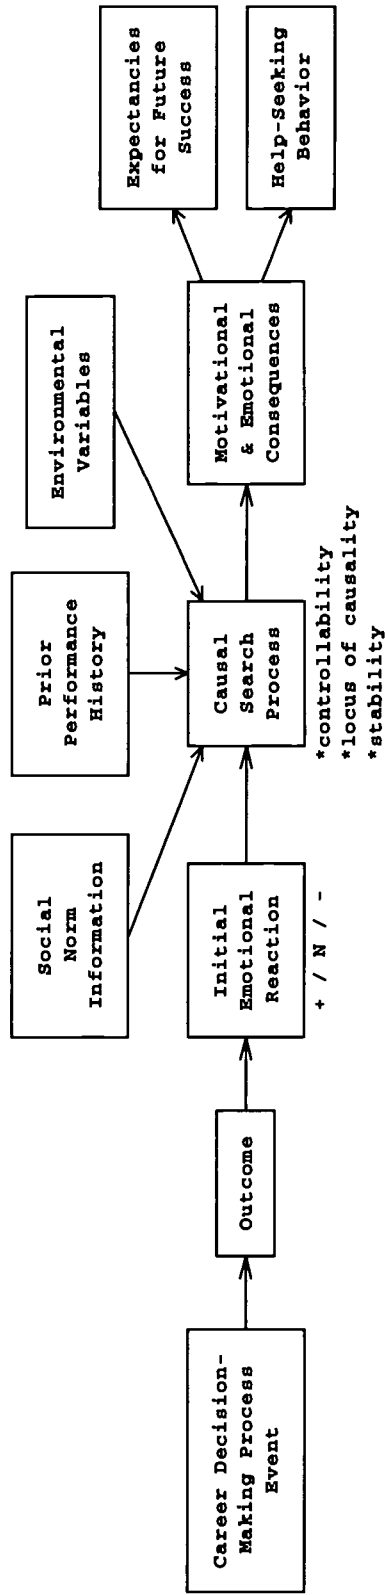 Social
Norm
Information
Prior
Performance
History
Environmental
Variables
Career Decision-
Making Process
Event
Outcome
Initial
Emotional
Reaction
+ / N / -
Causal
Search
Process
*controllability
*locus of causality
*stability
Motivational
& Emotional
Consequences
Expectancies
for Future
Success
Help-Seeking
Behavior